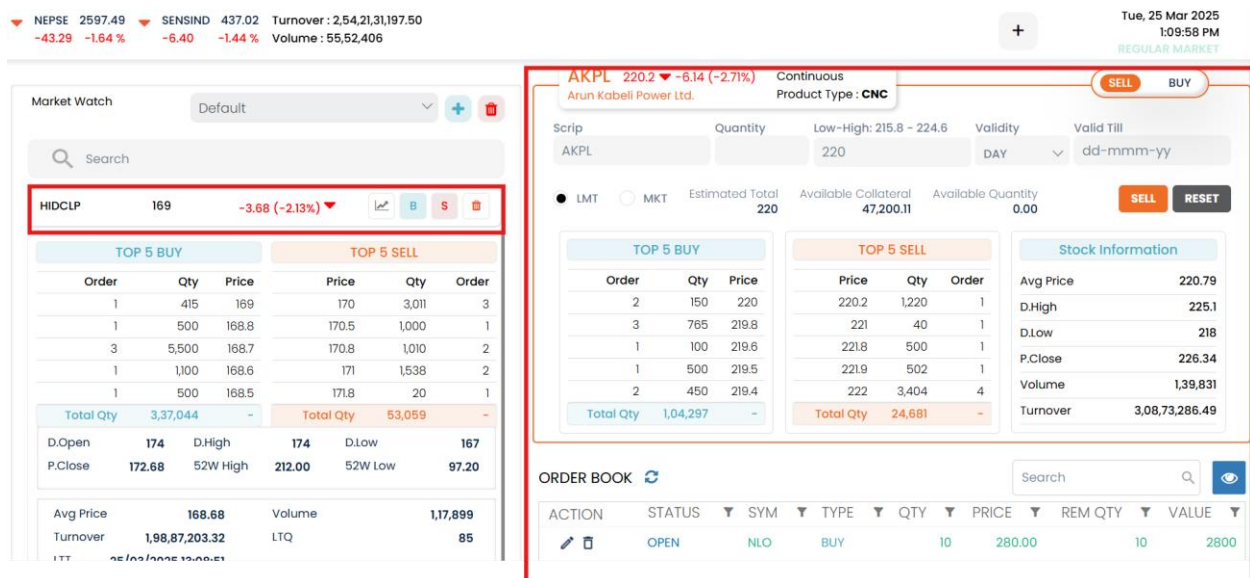 NEPSE 2597.49 SENSIND 437.02 Turnover : 2,54,21,31,197.50
-43.29 -1.64 % -6.40 -1.44 % Volume : 55,52,406
+
Tue, 25 Mar 2025
1:09:58 PM
REGULAR MARKET
Market Watch Default
Search
HIDCLP 169 -3.68 (-2.13%) B S
TOP 5 BUY TOP 5 SELL
Order Qty Price Price Qty Order
1 415 169 170 3,011 3
1 500 168.8 170.5 1,000 1
3 5,500 168.7 170.8 1,010 2
1 1,100 168.6 171 1,538 2
1 500 168.5 171.8 20 1
Total Qty 3,37,044 - Total Qty 53,059 -
D.Open 174 D.High 174 D.Low 167
P.Close 172.68 52W High 212.00 52W Low 97.20
Avg Price 168.68 Volume 1,17,899
Turnover 1,98,87,203.32 LTQ 85
LTT 25/03/2025 13:08:51
AKPL 220.2 -6.14 (-2.71%) Continuous
Arun Kabeli Power Ltd. Product Type : CNC
SELL BUY
Scrip Quantity Low-High: 215.8 - 224.6 Validity Valid Till
AKPL 220 DAY dd-mmm-yy
LMT MKT Estimated Total Available Collateral Available Quantity
220 47,200.11 0.00
SELL RESET
TOP 5 BUY TOP 5 SELL Stock Information
Order Qty Price Price Qty Order
2 150 220 220.2 1,220 1
3 765 219.8 221 40 1
1 100 219.6 221.8 500 1
1 500 219.5 221.9 502 1
2 450 219.4 222 3,404 4
Total Qty 1,04,297 - Total Qty 24,681 -
Avg Price 220.79
D.High 225.1
D.Low 218
P.Close 226.34
Volume 1,39,831
Turnover 3,08,73,286.49
ORDER BOOK Search
ACTION STATUS SYM TYPE QTY PRICE REM QTY VALUE
OPEN NLO BUY 10 280.00 10 2800